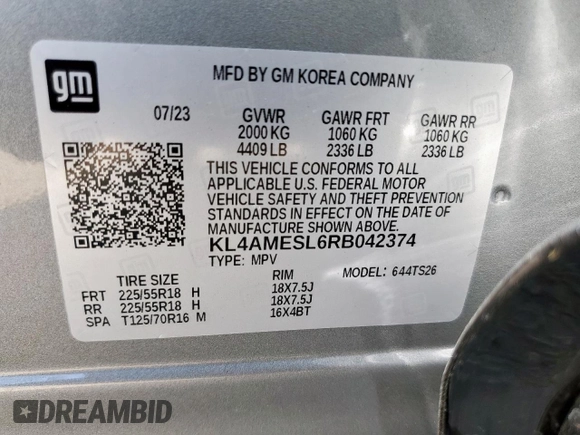 gm
MFD BY GM KOREA COMPANY
07/23 GVWR GAWR FRT GAWR RR
2000 KG 1060 KG 1060 KG
4409 LB 2336 LB 2336 LB
THIS VEHICLE CONFORMS TO ALL
APPLICABLE U.S. FEDERAL MOTOR
VEHICLE SAFETY AND THEFT PREVENTION
STANDARDS IN EFFECT ON THE DATE OF
MANUFACTURE SHOWN ABOVE.
KL4AMESL6RB042374
TYPE: MPV MODEL: 644TS26
TIRE SIZE RIM
FRT 225/55R18 H 18X7.5J
RR 225/55R18 H 18X7.5J
SPA T125/70R16 M 16X4BT
DREAMBID